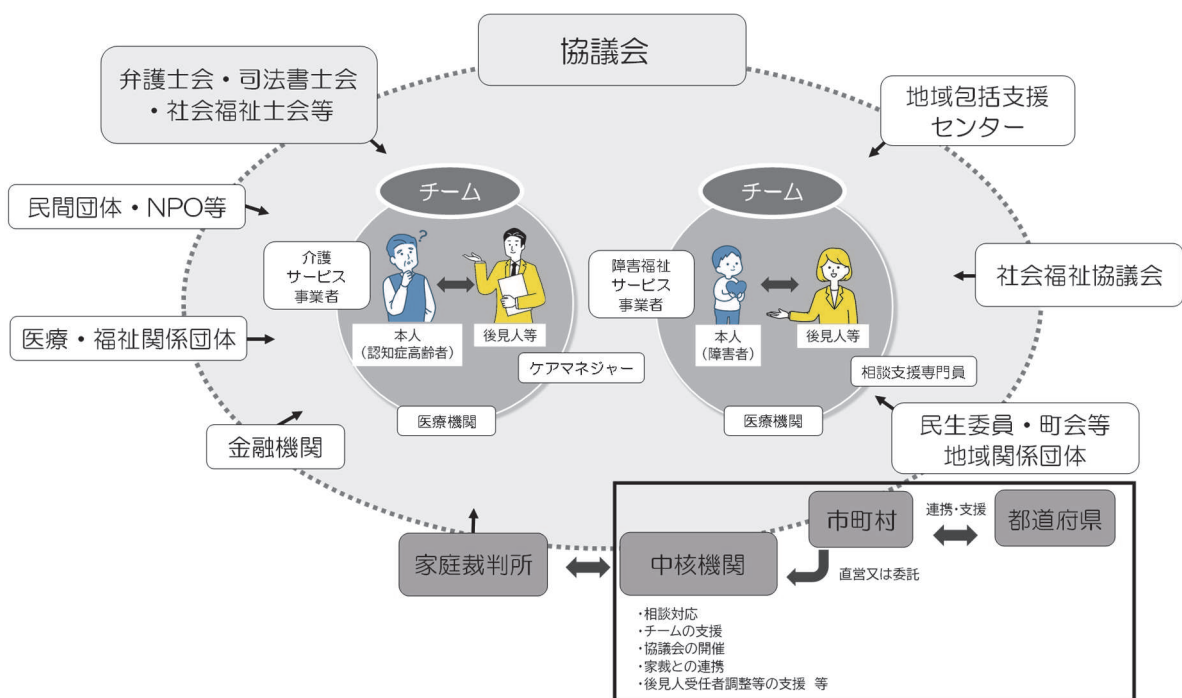 協議会
弁護士会・司法書士会
・社会福祉士会等
地域包括支援
センター
民間団体・NPO等
社会福祉協議会
医療・福祉関係団体
金融機関
民生委員・町会等
地域関係団体
チーム
介護
サービス
事業者
?
本人
(認知症高齢者)
後見人等
ケアマネジャー
医療機関
チーム
障害福祉
サービス
事業者
本人
(障害者)
後見人等
相談支援専門員
医療機関
家庭裁判所
中核機関
市町村
連携・支援
都道府県
直営又は委託
・相談対応
・チームの支援
・協議会の開催
・家裁との連携
・後見人受任者調整等の支援 等